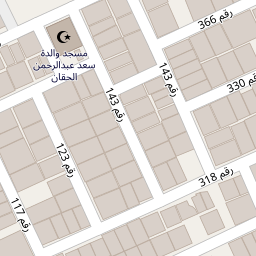 رقم 366
مسجد والدة
سعد عبدالرحمن
الحقان
رقم 143
رقم 143
رقم 330
رقم 123
رقم 318
رقم 117